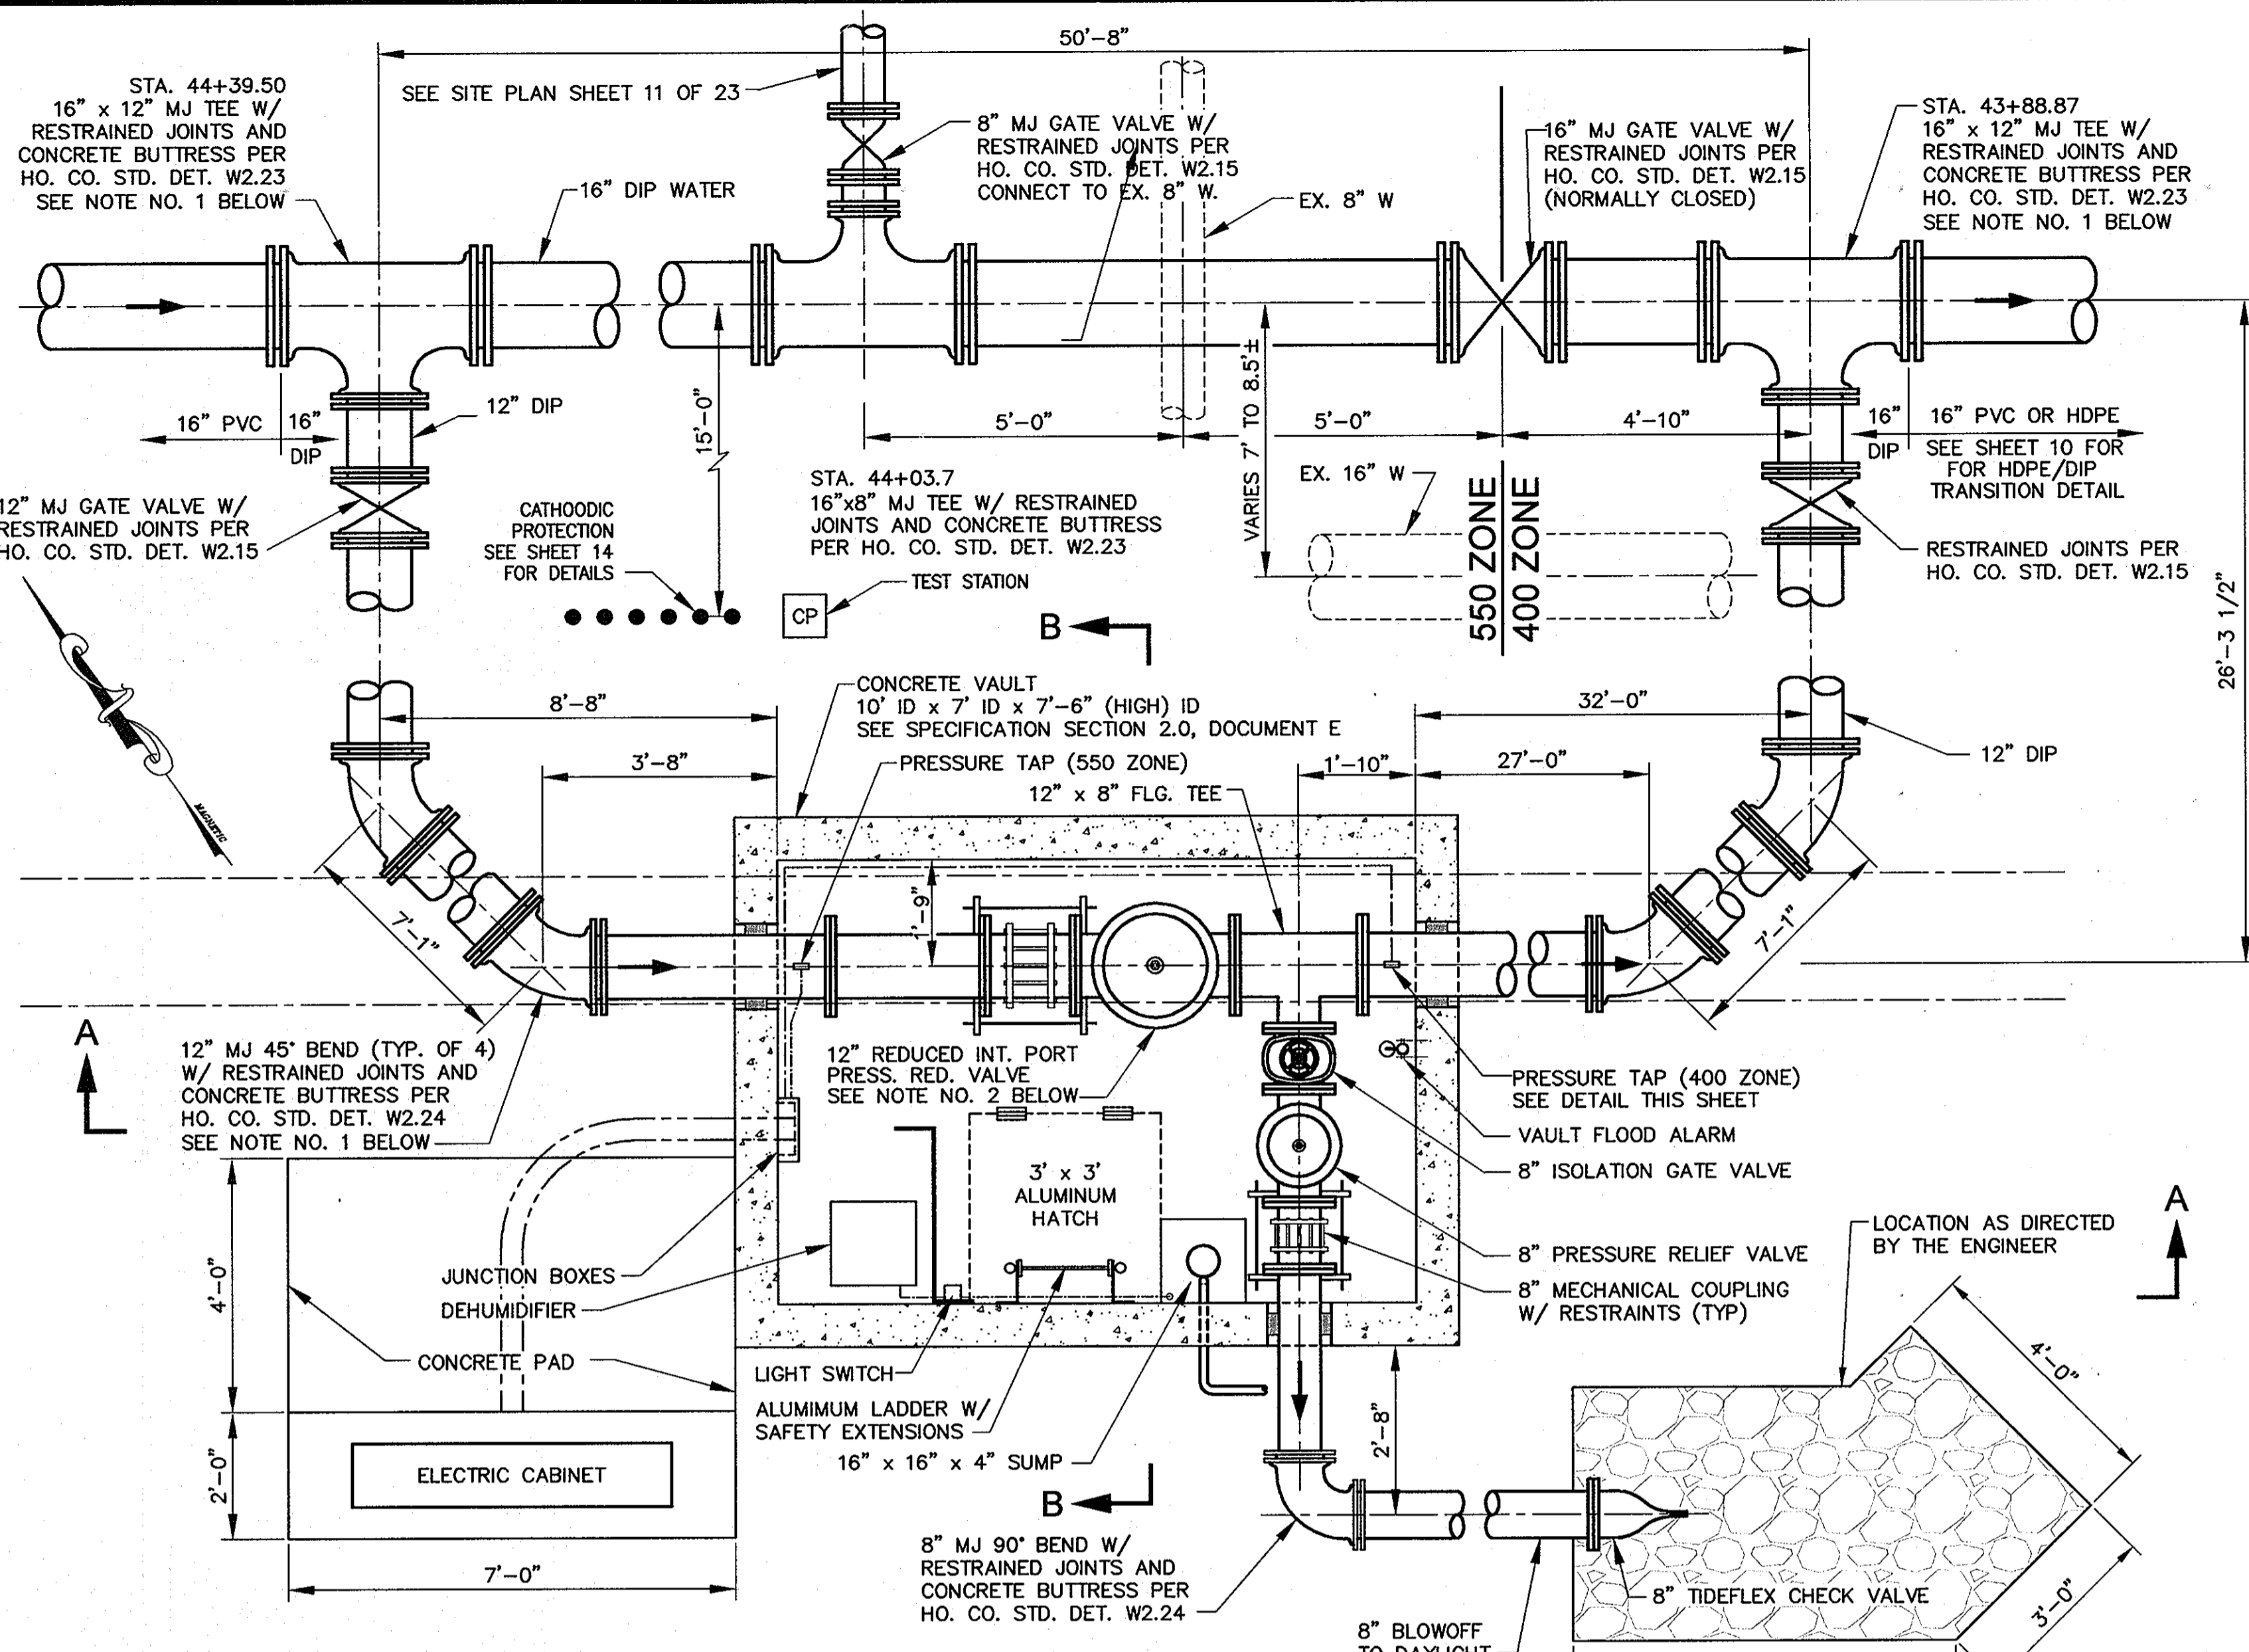 50'-8"
STA. 44+39.50
16" x 12" MJ TEE W/
RESTRAINED JOINTS AND
CONCRETE BUTTRESS PER
HO. CO. STD. DET. W2.23
SEE NOTE NO. 1 BELOW
SEE SITE PLAN SHEET 11 OF 23
16" DIP WATER
8" MJ GATE VALVE W/
RESTRAINED JOINTS PER
HO. CO. STD. DET. W2.15
CONNECT TO EX. 8" W.
EX. 8" W
16" MJ GATE VALVE W/
RESTRAINED JOINTS PER
HO. CO. STD. DET. W2.15
(NORMALLY CLOSED)
STA. 43+88.87
16" x 12" MJ TEE W/
RESTRAINED JOINTS AND
CONCRETE BUTTRESS PER
HO. CO. STD. DET. W2.23
SEE NOTE NO. 1 BELOW
16" PVC
16"
DIP
12" DIP
15'-0"
5'-0"
VARIES 7' TO 8.5'±
5'-0"
4'-10"
16"
DIP
16" PVC OR HDPE
SEE SHEET 10 FOR
FOR HDPE/DIP
TRANSITION DETAIL
12" MJ GATE VALVE W/
RESTRAINED JOINTS PER
HO. CO. STD. DET. W2.15
CATHOODIC
PROTECTION
SEE SHEET 14
FOR DETAILS
STA. 44+03.7
16"x8" MJ TEE W/ RESTRAINED
JOINTS AND CONCRETE BUTTRESS
PER HO. CO. STD. DET. W2.23
TEST STATION
CP
EX. 16" W
550 ZONE
400 ZONE
RESTRAINED JOINTS PER
HO. CO. STD. DET. W2.15
26'-3 1/2"
B
MAGNETIC
8'-8"
CONCRETE VAULT
10' ID x 7' ID x 7'-6" (HIGH) ID
SEE SPECIFICATION SECTION 2.0, DOCUMENT E
32'-0"
3'-8"
PRESSURE TAP (550 ZONE)
12" x 8" FLG. TEE
1'-10"
27'-0"
12" DIP
7'-1"
1'-9"
7'-1"
A
12" MJ 45° BEND (TYP. OF 4)
W/ RESTRAINED JOINTS AND
CONCRETE BUTTRESS PER
HO. CO. STD. DET. W2.24
SEE NOTE NO. 1 BELOW
12" REDUCED INT. PORT
PRESS. RED. VALVE
SEE NOTE NO. 2 BELOW
PRESSURE TAP (400 ZONE)
SEE DETAIL THIS SHEET
VAULT FLOOD ALARM
8" ISOLATION GATE VALVE
3' x 3'
ALUMINUM
HATCH
A
LOCATION AS DIRECTED
BY THE ENGINEER
8" PRESSURE RELIEF VALVE
8" MECHANICAL COUPLING
W/ RESTRAINTS (TYP)
4'-0"
JUNCTION BOXES
DEHUMIDIFIER
CONCRETE PAD
LIGHT SWITCH
ALUMIMUM LADDER W/
SAFETY EXTENSIONS
16" x 16" x 4" SUMP
2'-8"
4'-0"
2'-0"
ELECTRIC CABINET
B
7'-0"
8" MJ 90° BEND W/
RESTRAINED JOINTS AND
CONCRETE BUTTRESS PER
HO. CO. STD. DET. W2.24
8" TIDEFLEX CHECK VALVE
3'-0"
8" BLOWOFF
TO DAYLIGHT